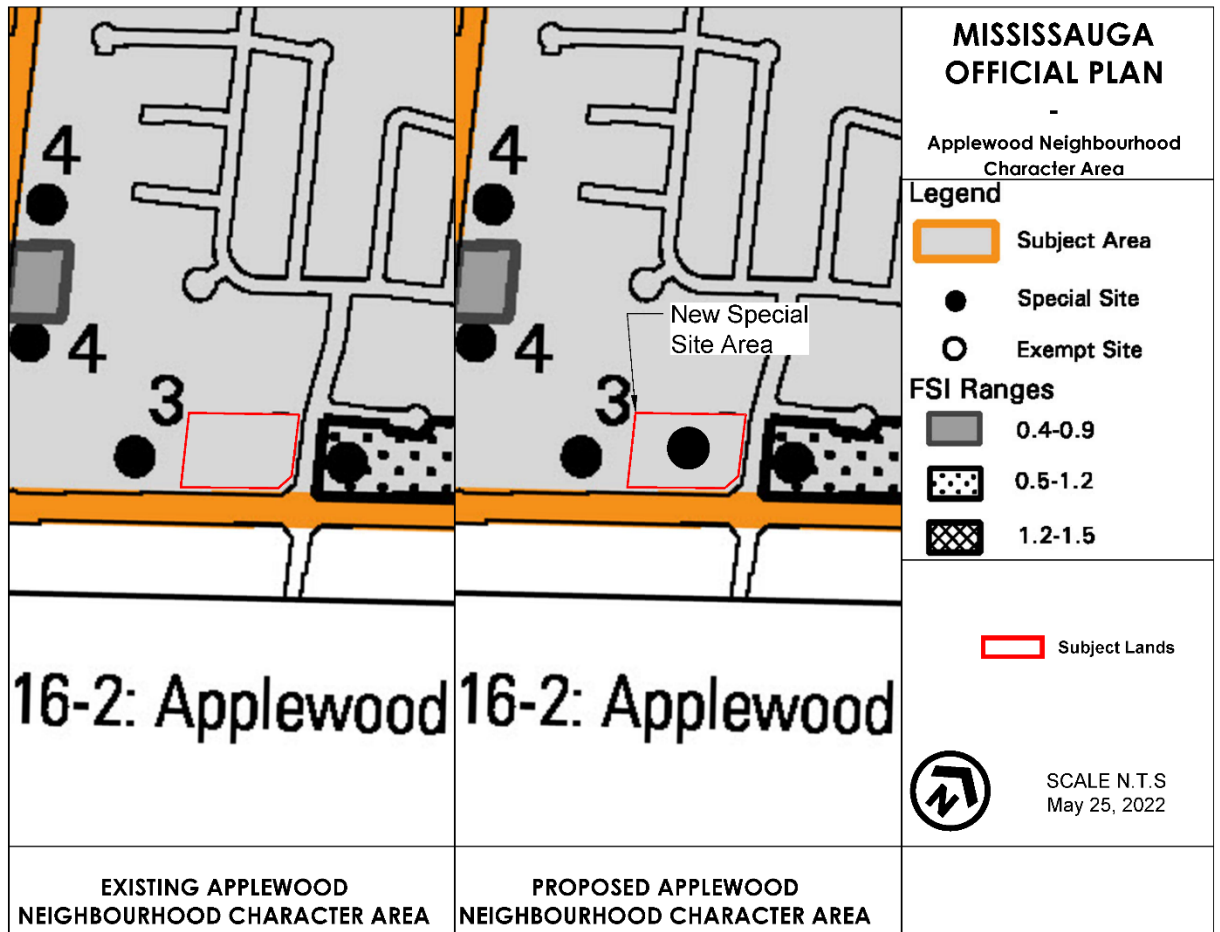 4
4
3
16-2: Applewood
EXISTING APPLEWOOD
NEIGHBOURHOOD CHARACTER AREA
4
4
New Special
Site Area
3
16-2: Applewood
PROPOSED APPLEWOOD
NEIGHBOURHOOD CHARACTER AREA
MISSISSAUGA
OFFICIAL PLAN
-
Applewood Neighbourhood
Character Area
Legend
Subject Area
Special Site
Exempt Site
FSI Ranges
0.4-0.9
0.5-1.2
1.2-1.5
Subject Lands
N
SCALE N.T.S
May 25, 2022